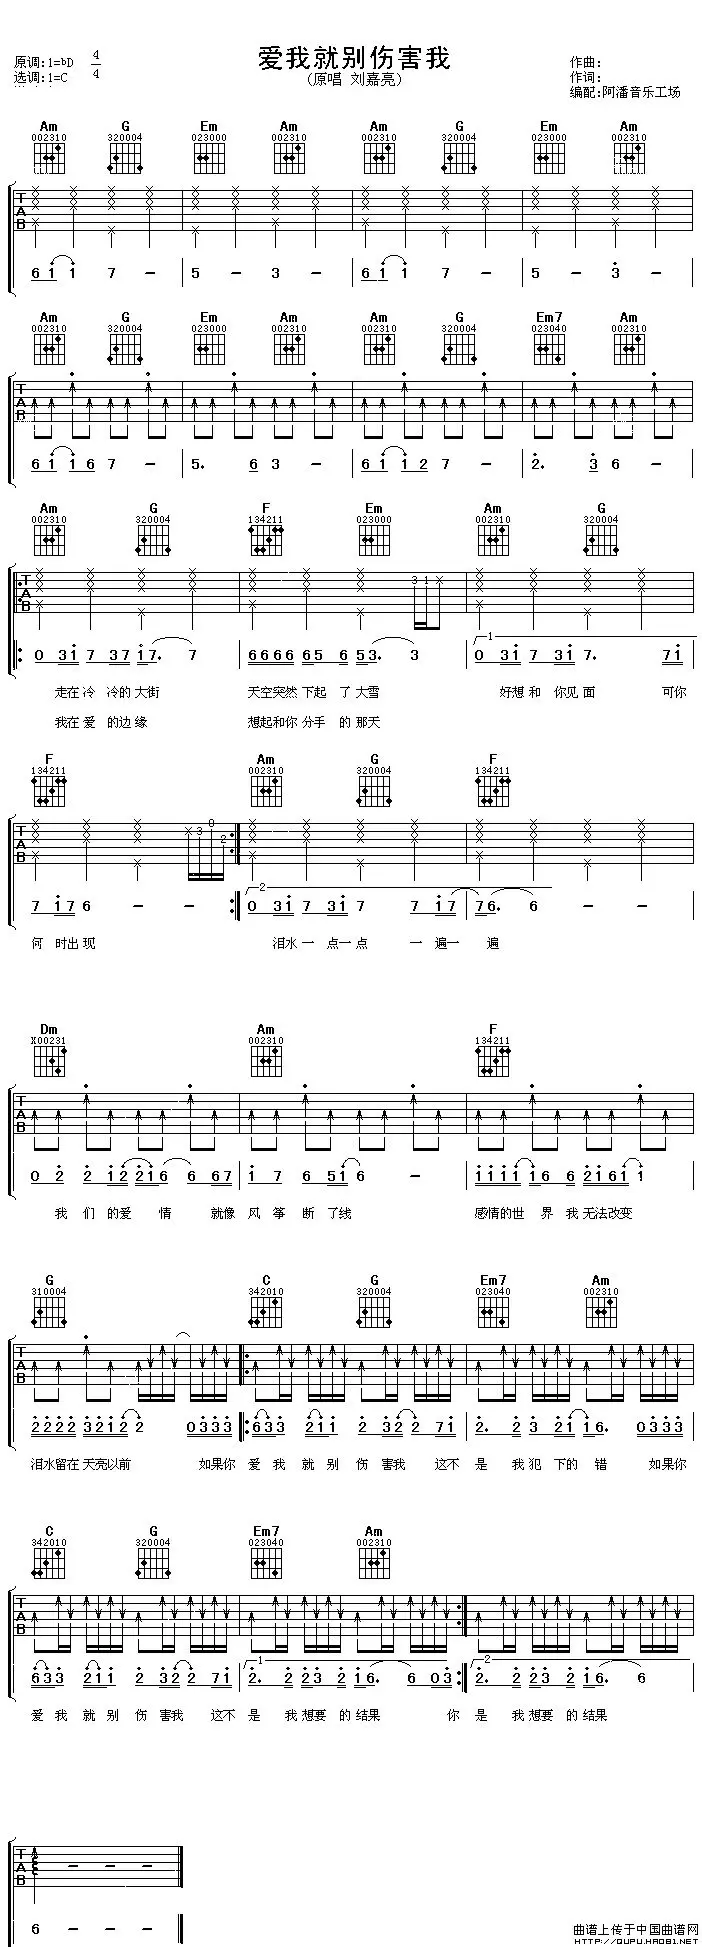 爱我就别伤害我
原调:1=bD 4/4
选调:1=C
(原唱 刘嘉亮)
作曲:
作词:
编配:阿潘音乐工场
Am G Em Am Am G Em Am
002310 320004 023000 002310 002310 320004 023000 002310
TAB
6 1 1 7 - 5 - 3 - 6 1 1 7 - 5 - 3 -
Am G Em Am Am G Em7 Am
002310 320004 023000 002310 002310 320004 023040 002310
TAB
6 1 1 6 7 - 5. 6 3 - 6 1 1 2 7 - 2. 3 6 -
Am G F Em Am G
002310 320004 134211 023000 002310 320004
TAB 3 1
0 3 1 7 3 7 1 7. 7 6 6 6 6 6 5 6 5 3. 3 1 0 3 1 7 3 1 7. 7 1
走在冷 冷的大街 天空突然下起 了大雪 好想和 你见面 可你
我在爱 的边缘 想起和你分手 的那天
F Am G F
134211 002310 320004 134211
TAB 3 0 2
7 1 7 6 - - 2 0 3 1 7 3 1 7 7 1 7 7 6. 6 -
何 时出现 泪水一点一点 一遍一 遍
Dm Am F
X00231 002310 134211
TAB
0 2 2 1 2 2 1 6 6 6 7 1 7 6 5 1 6 - 1 1 1 1 1 6 6 1 2 1 6 1 1
我 们的爱 情 就像 风 筝 断 了线 感情的世 界 我无法改变
G C G Em7 Am
310004 342010 320004 023040 002310
TAB
2 2 2 2 3 2 1 2 2 0 3 3 3 6 3 3 2 1 1 2 3 2 2 7 1 2. 2 3 2 1 1 6. 0 3 3 3
泪水留在天亮以前 如果你 爱 我 就 别 伤 害我 这不 是 我犯 下的 错 如果你
C G Em7 Am
342010 320004 023040 002310
TAB
6 3 3 2 1 1 2 3 2 2 7 1 1 2. 2 2 3 2 1 6. 6 0 3 2 2. 2 2 3 2 1 6. 6
爱 我 就 别 伤 害我 这不 是 我想要 的结果 你 是 我想要 的结果
TAB - - -
6 - - -
曲谱上传于中国曲谱网
HTTP://QUPU.HAO81.NET